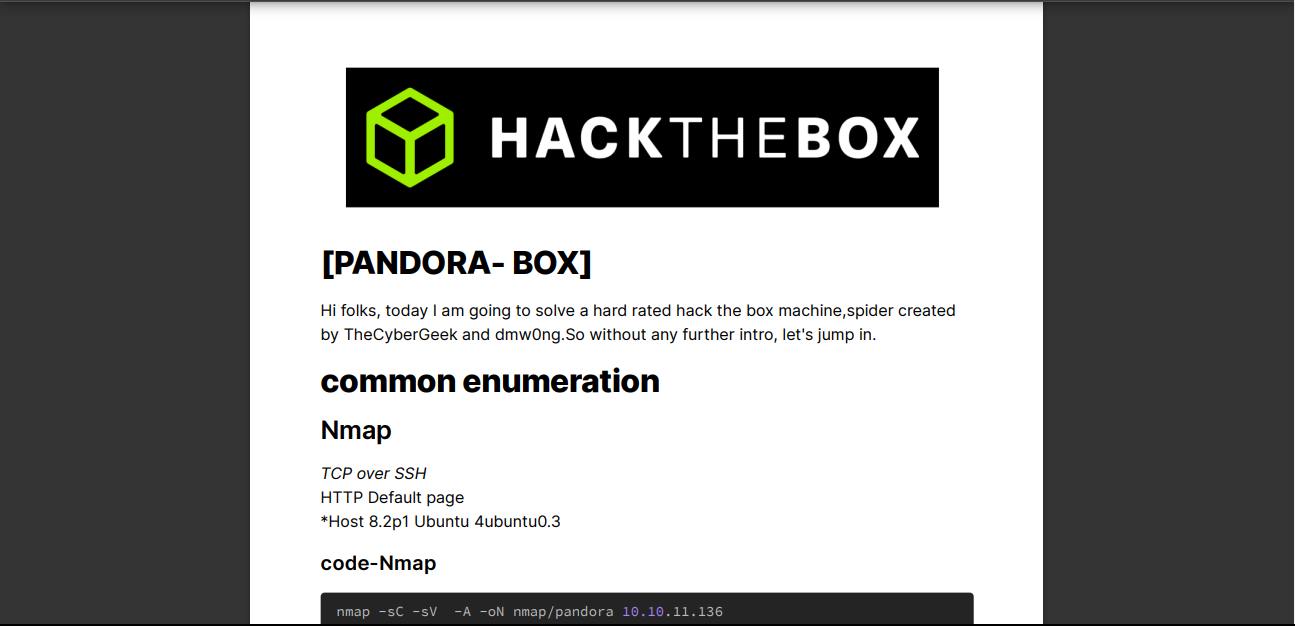 HACKTHEBOX
[PANDORA- BOX]
Hi folks, today I am going to solve a hard rated hack the box machine,spider created
by TheCyberGeek and dmw0ng.So without any further intro, let's jump in.
common enumeration
Nmap
TCP over SSH
HTTP Default page
*Host 8.2p1 Ubuntu 4ubuntu0.3
code-Nmap
nmap -sC -sV  -A -oN nmap/pandora 10.10.11.136